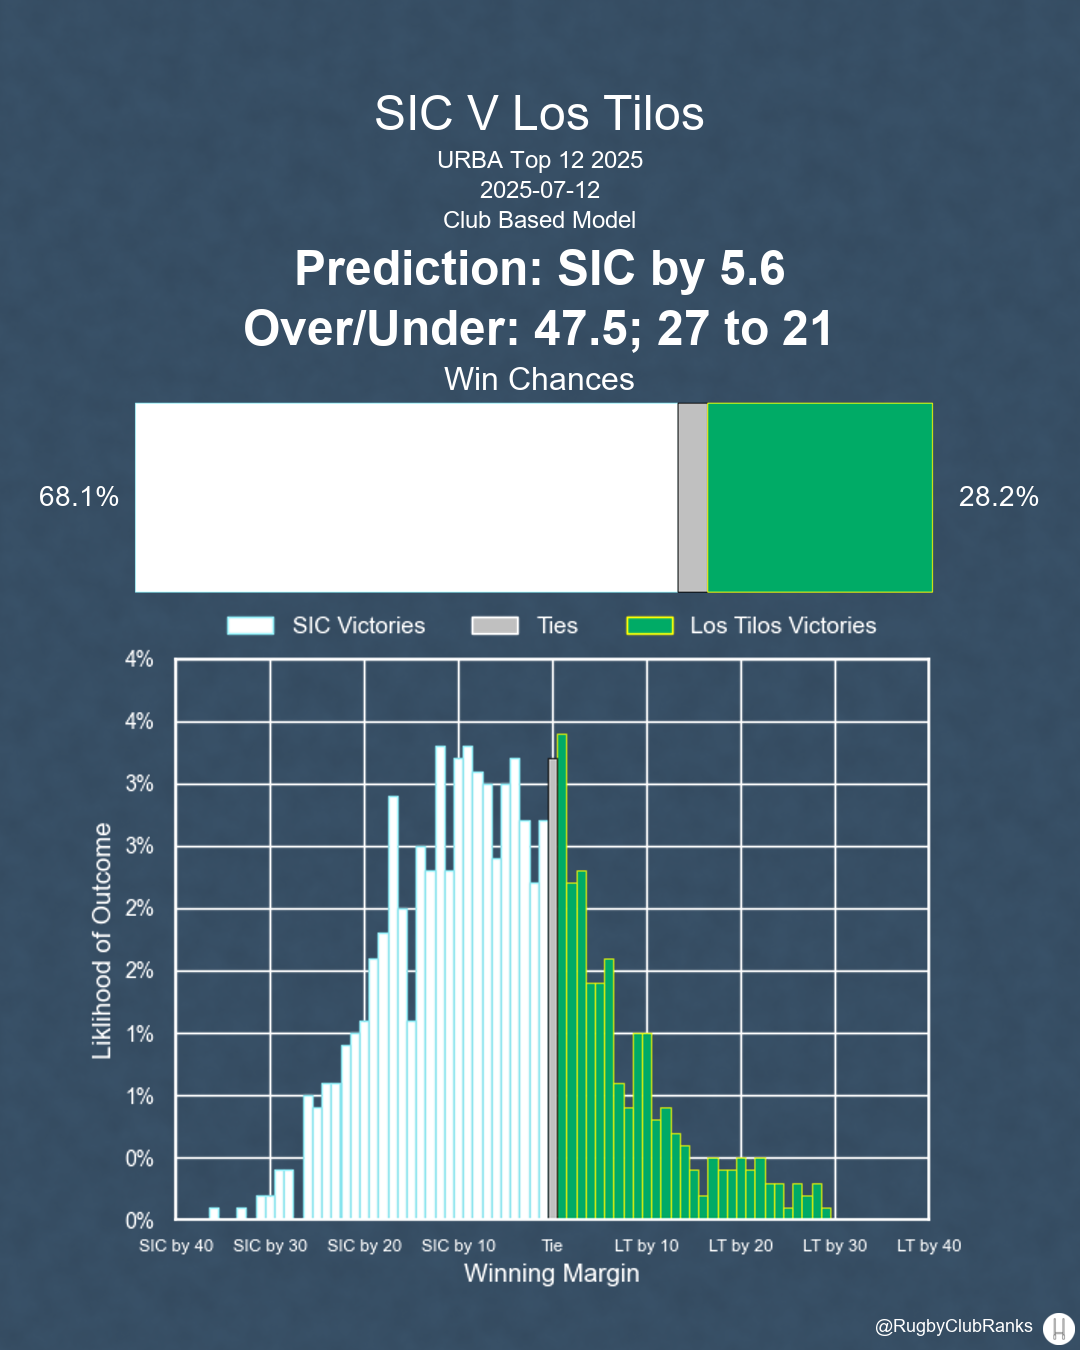 SIC V Los Tilos
URBA Top 12 2025
2025-07-12
Club Based Model
Prediction: SIC by 5.6
Over/Under: 47.5; 27 to 21
Win Chances
68.1%
28.2%
SIC Victories
Ties
Los Tilos Victories
4%
4%
3%
3%
2%
2%
1%
1%
0%
0%
Liklihood of Outcome
SIC by 40
SIC by 30
SIC by 20
SIC by 10
Tie
LT by 10
LT by 20
LT by 30
LT by 40
Winning Margin
@RugbyClubRanks